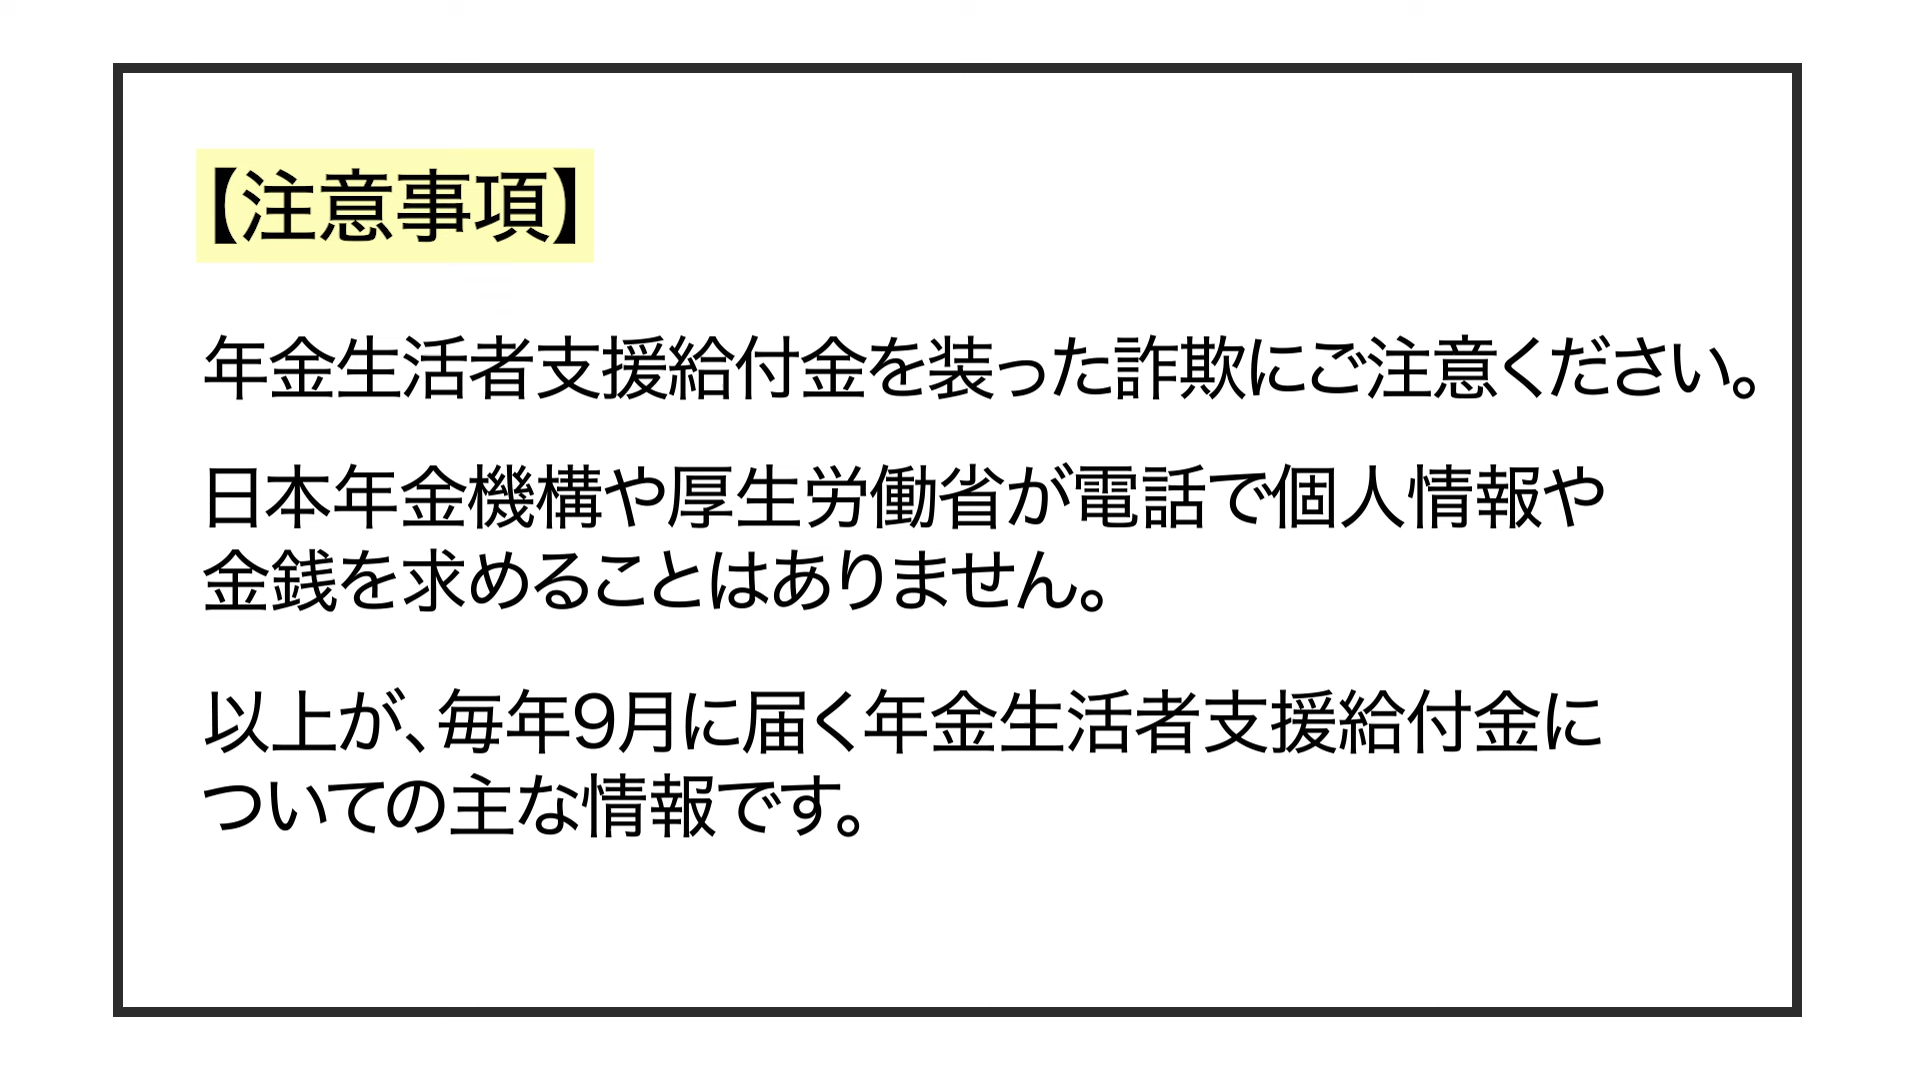 【注意事項】
年金生活者支援給付金を装った詐欺にご注意ください。
日本年金機構や厚生労働省が電話で個人情報や
金銭を求めることはありません。
以上が、毎年9月に届く年金生活者支援給付金に
ついての主な情報です。